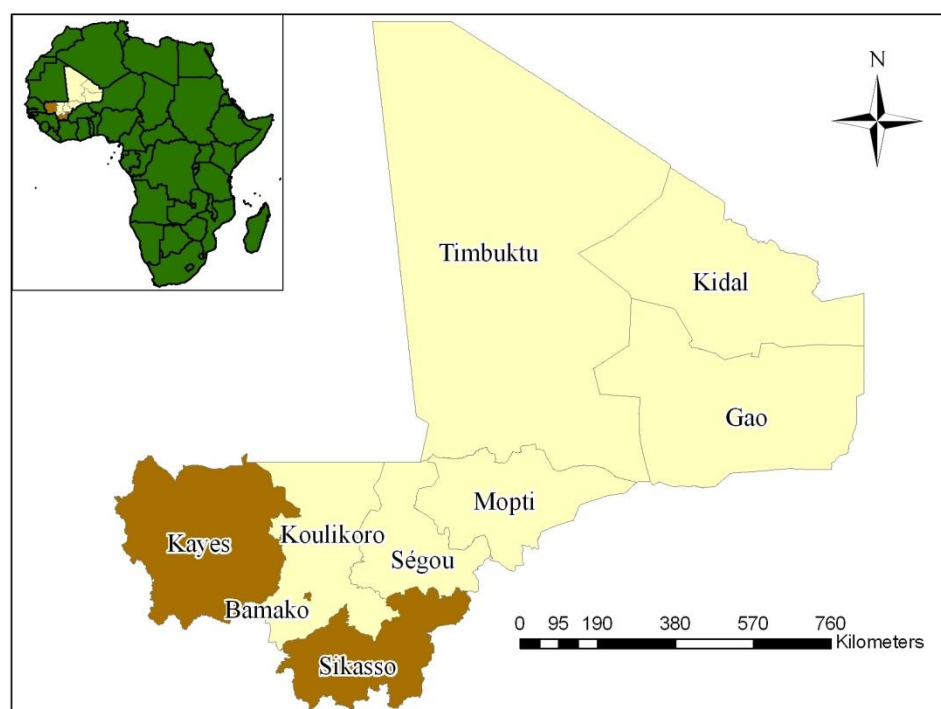 N
Timbuktu
Kidal
Gao
Mopti
Kayes
Koulikoro
Ségou
Bamako
Sikasso
0 95 190 380 570 760
Kilometers